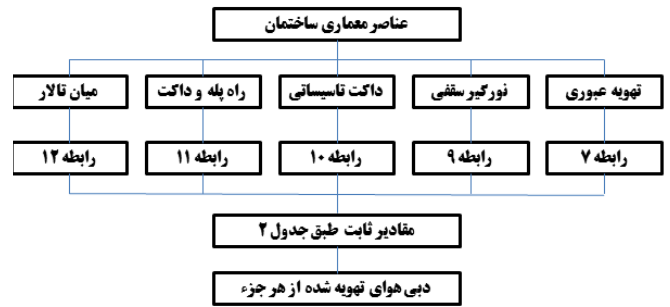 عناصر معماری ساختمان
تهویه عبوری
نورگیر سقفی
داکت تاسیساتی
راه پله و داکت
میان تالار
رابطه ۷
رابطه ۹
رابطه ۱۰
رابطه ۱۱
رابطه ۱۲
مقادیر ثابت طبق جدول ۲
دبی هوای تهویه شده از هر جزء